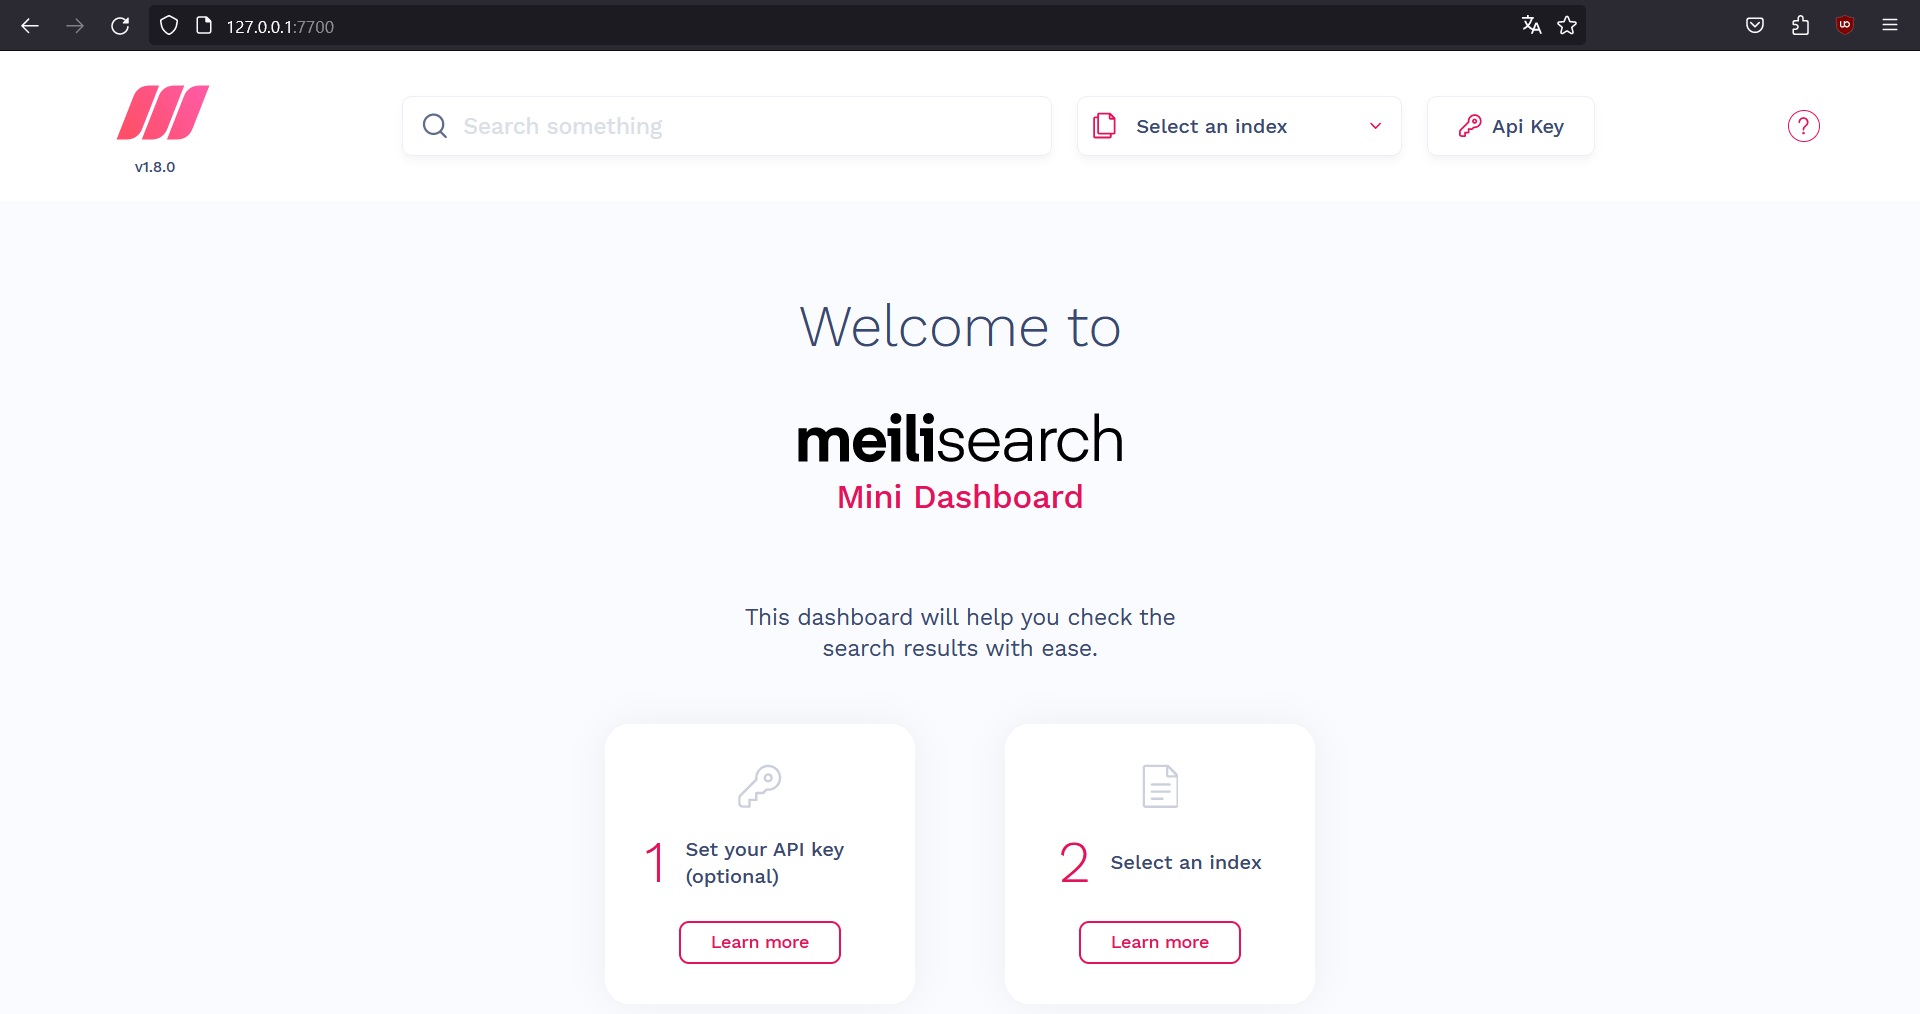 127.0.0.1:7700
v1.8.0
Search something
Select an index
Api Key
?
Welcome to
meilisearch
Mini Dashboard
This dashboard will help you check the
search results with ease.
1 Set your API key
(optional)
Learn more
2 Select an index
Learn more